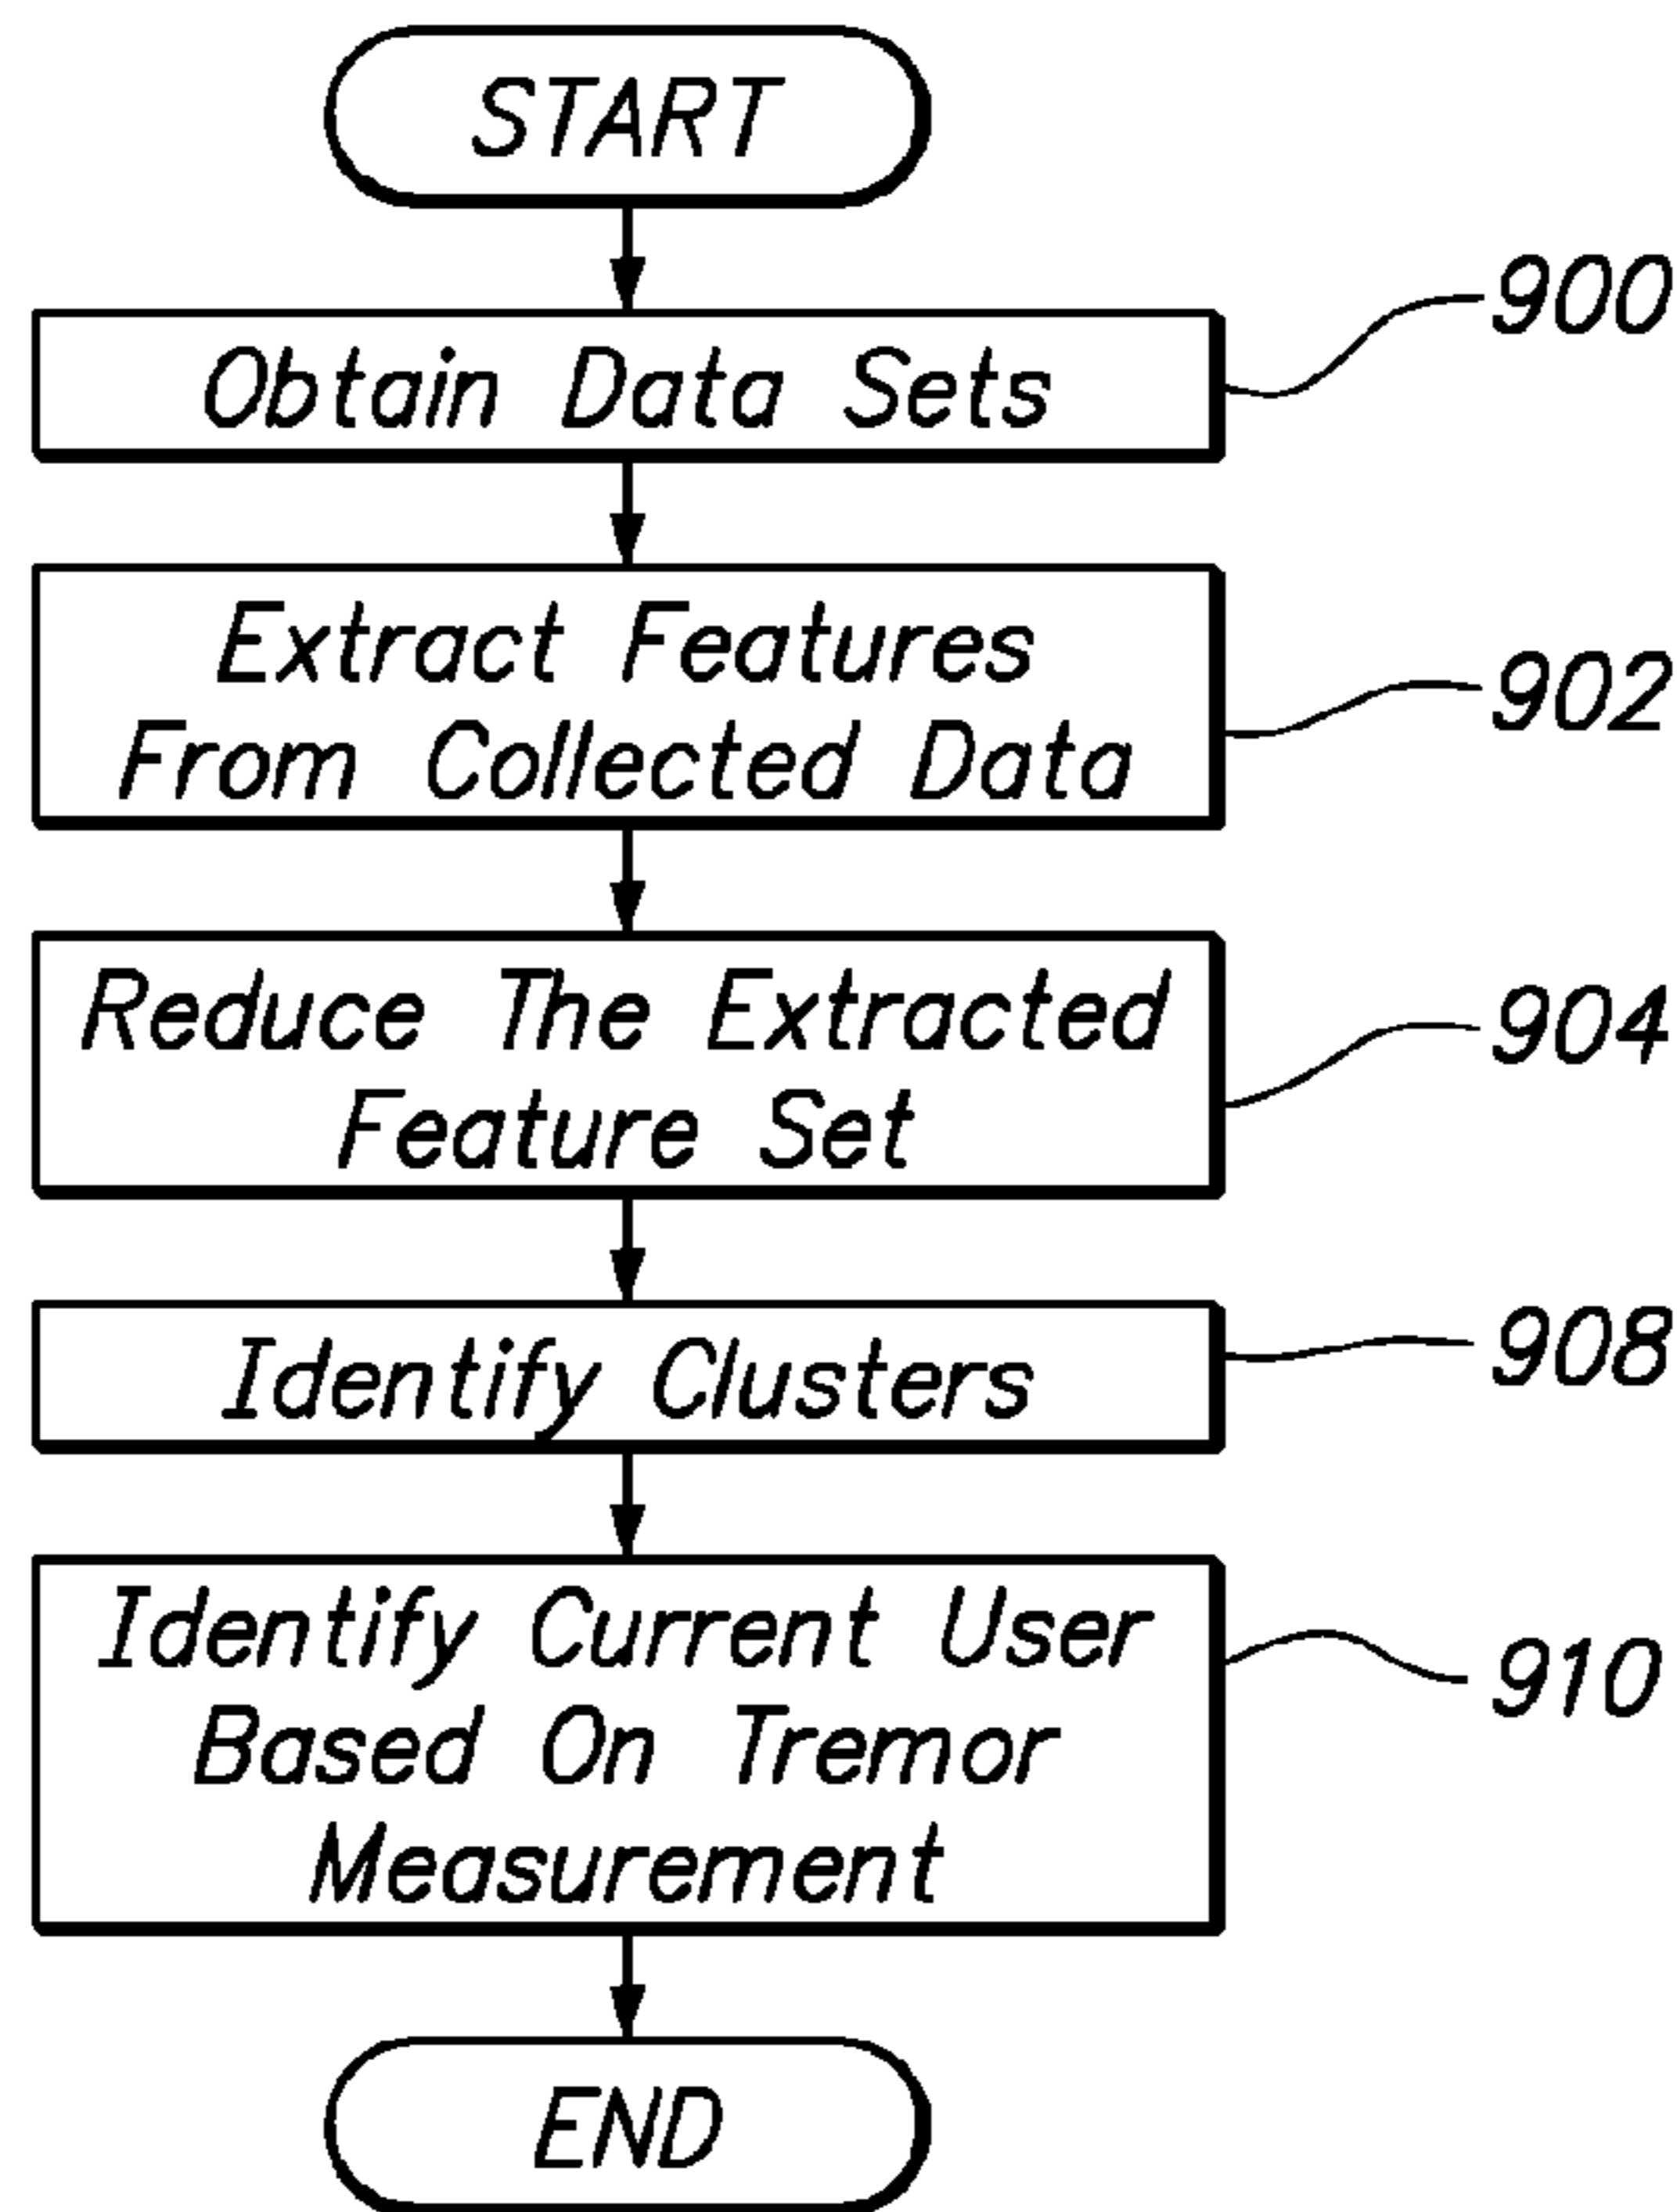 START
Obtain Data Sets
900
Extract Features
From Collected Data
902
Reduce The Extracted
Feature Set
904
Identify Clusters
908
Identify Current User
Based On Tremor
Measurement
910
END